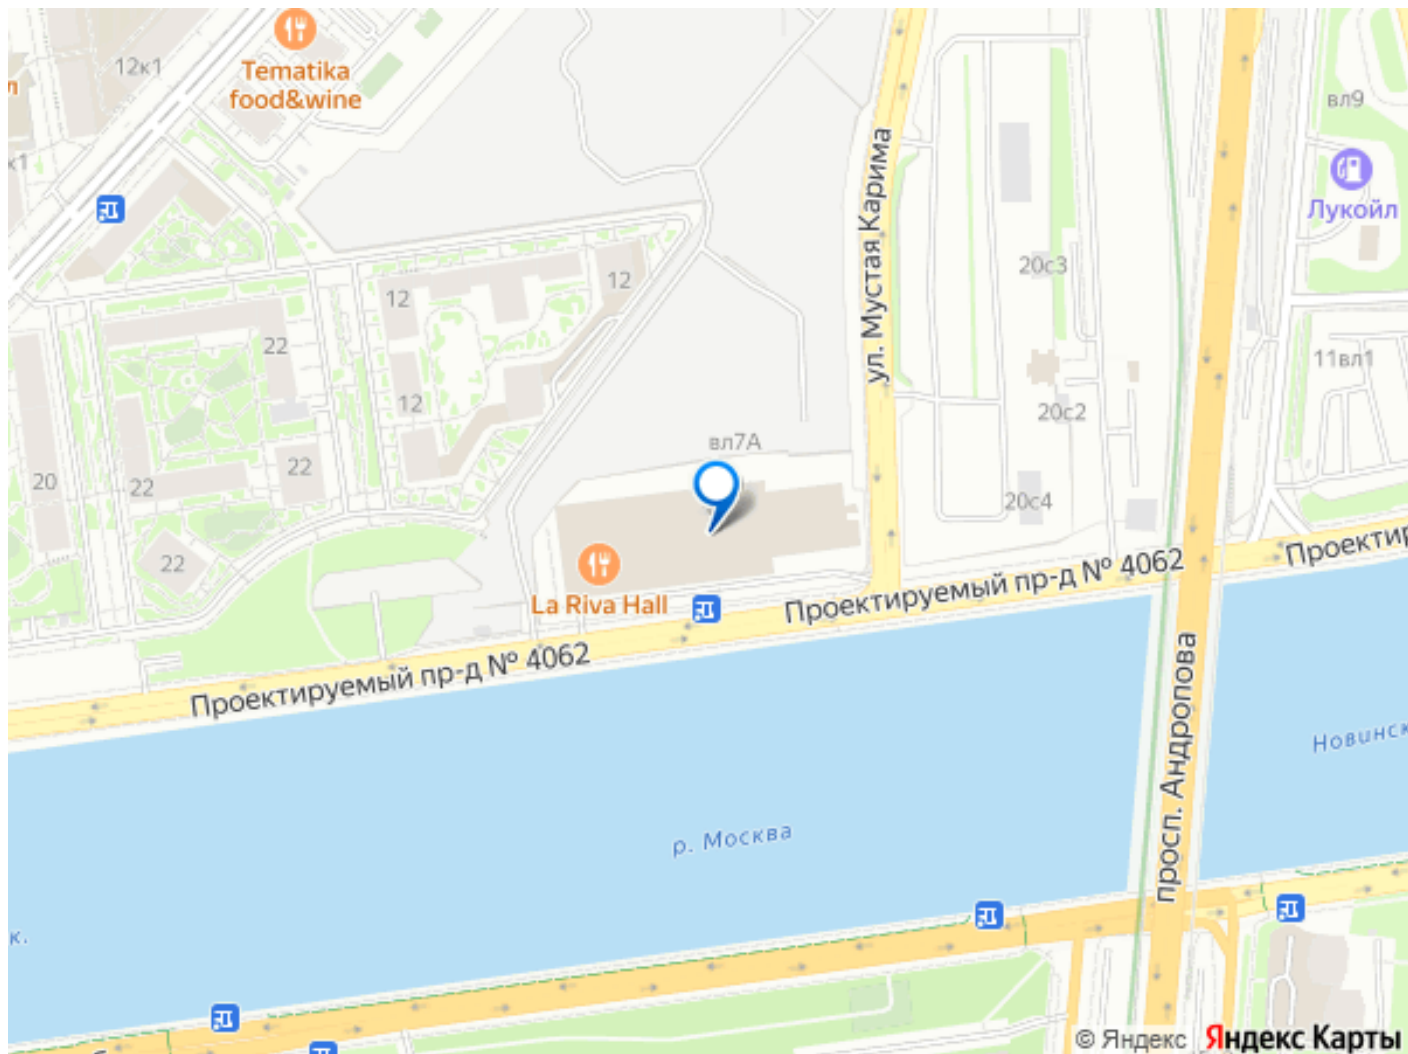 12к1
Tematika
food&wine
л
к1
вл9
Лукойл
ул. Мустая Карима
20с3
12
12
22
11вл1
12
20с2
вл7А
22
20
22
20с4
22
La Riva Hall
Проектируемый пр-д № 4062
Проектир
Проектируемый пр-д № 4062
просп. Андропова
Новинск
р. Москва
к.
© Яндекс Яндекс Карты